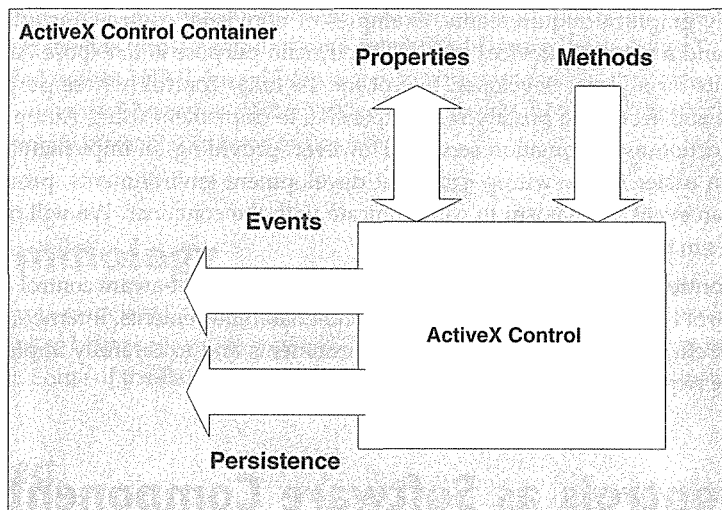 ActiveX Control Container
Properties
Methods
Events
ActiveX Control
Persistence